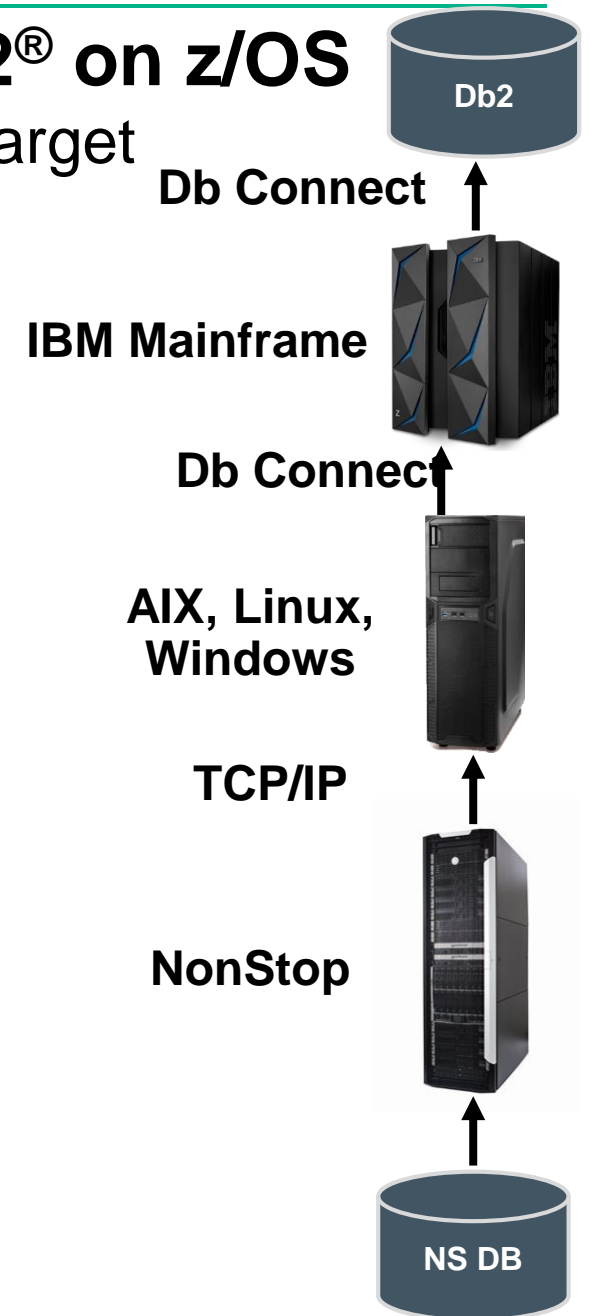 2® on z/OS
arget
Db2
Db Connect
IBM Mainframe
Db Connect
AIX, Linux,
Windows
TCP/IP
NonStop
NS DB